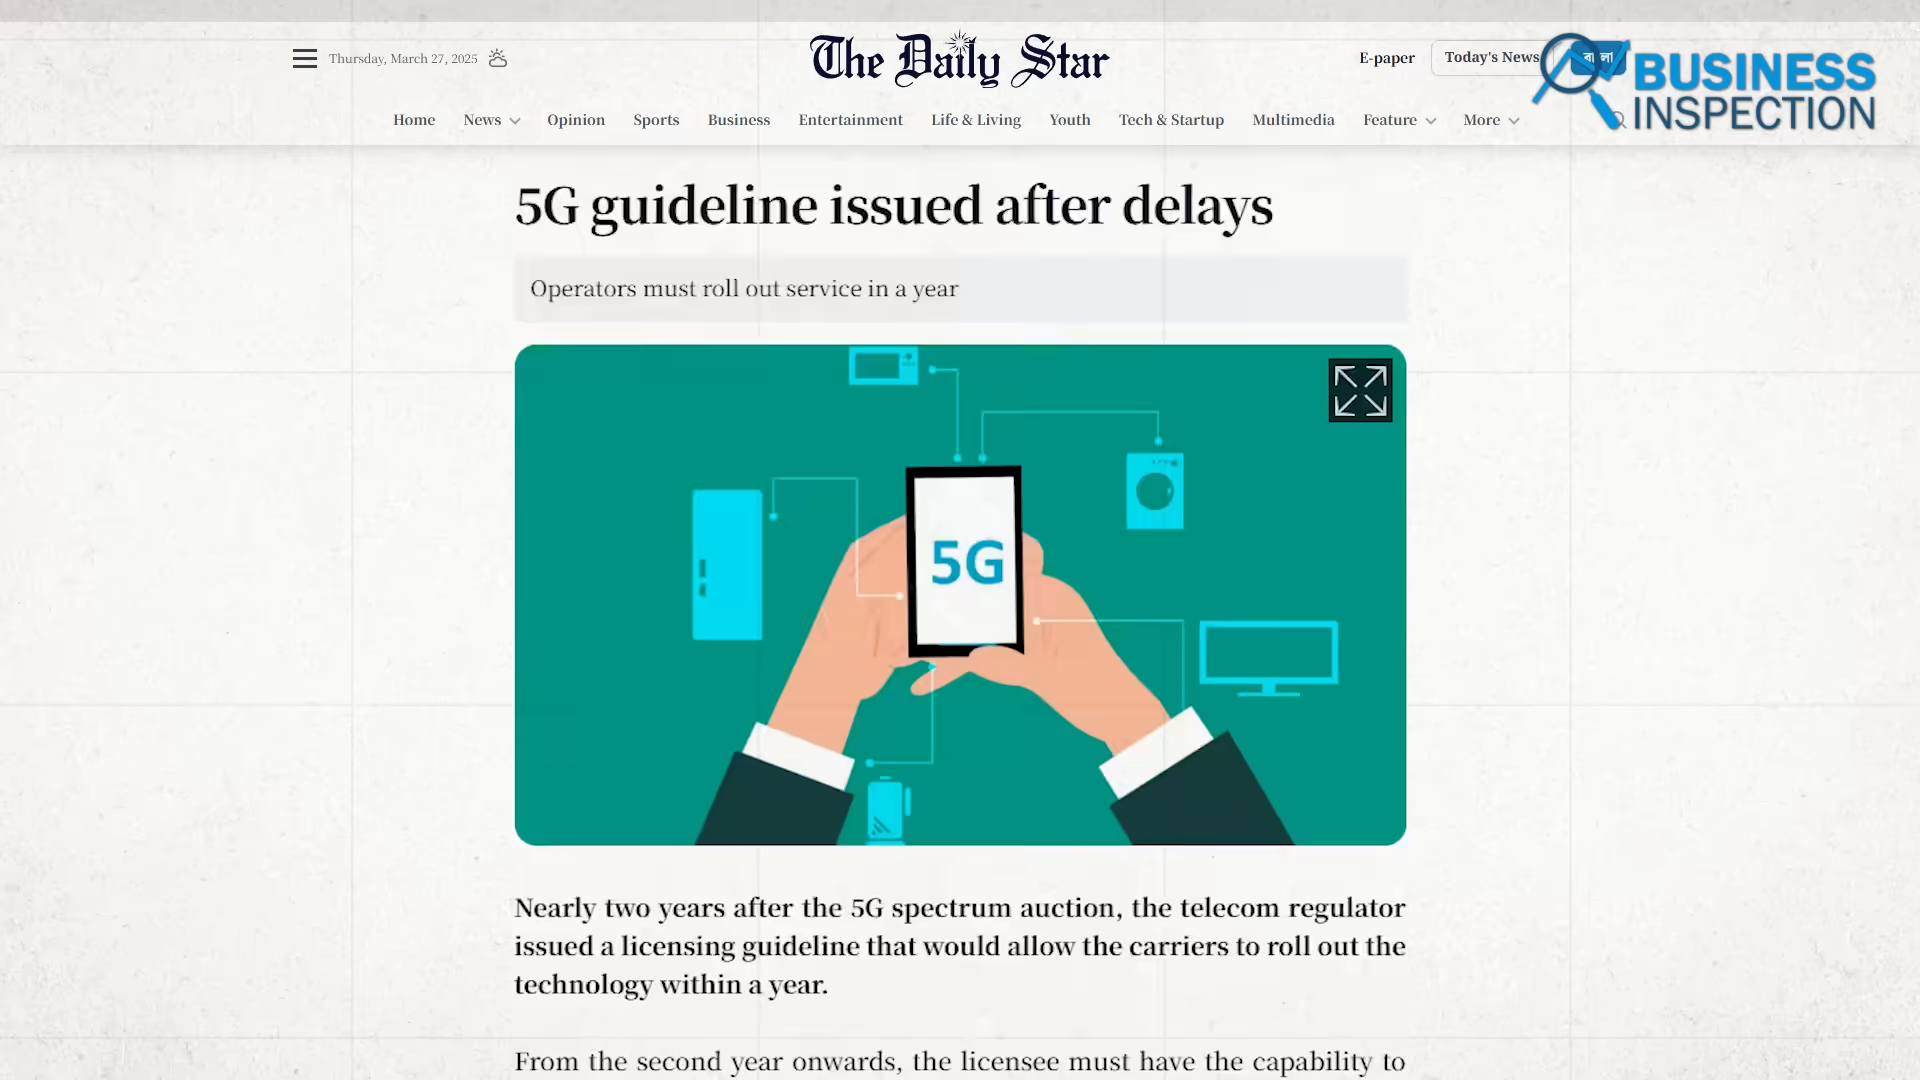 Thursday, March 27, 2025
The Daily Star
E-paper
Today's News
বাংলা
BUSINESS
INSPECTION
Home
News
Opinion
Sports
Business
Entertainment
Life & Living
Youth
Tech & Startup
Multimedia
Feature
More
5G guideline issued after delays
Operators must roll out service in a year
5G
Nearly two years after the 5G spectrum auction, the telecom regulator
issued a licensing guideline that would allow the carriers to roll out the
technology within a year.
From the second year onwards, the licensee must have the capability to